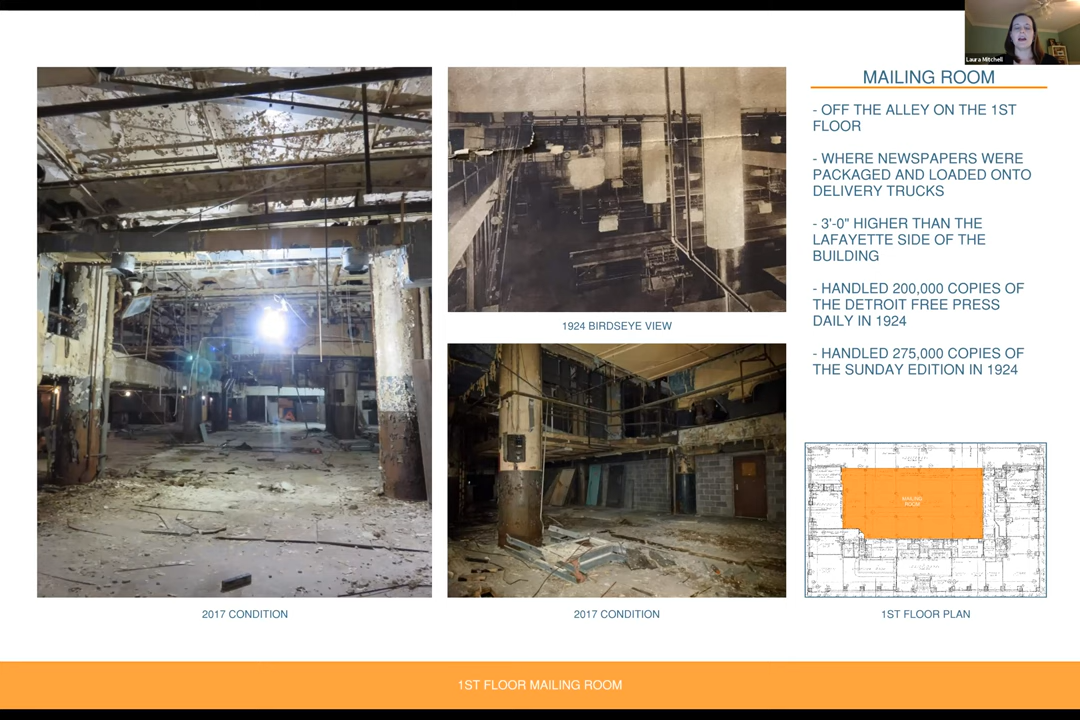 Laura Mitchell
MAILING ROOM
- OFF THE ALLEY ON THE 1ST
FLOOR
- WHERE NEWSPAPERS WERE
PACKAGED AND LOADED ONTO
DELIVERY TRUCKS
- 3'-0" HIGHER THAN THE
LAFAYETTE SIDE OF THE
BUILDING
- HANDLED 200,000 COPIES OF
THE DETROIT FREE PRESS
DAILY IN 1924
- HANDLED 275,000 COPIES OF
THE SUNDAY EDITION IN 1924
1924 BIRDSEYE VIEW
MAILING
ROOM
2017 CONDITION
2017 CONDITION
1ST FLOOR PLAN
1ST FLOOR MAILING ROOM